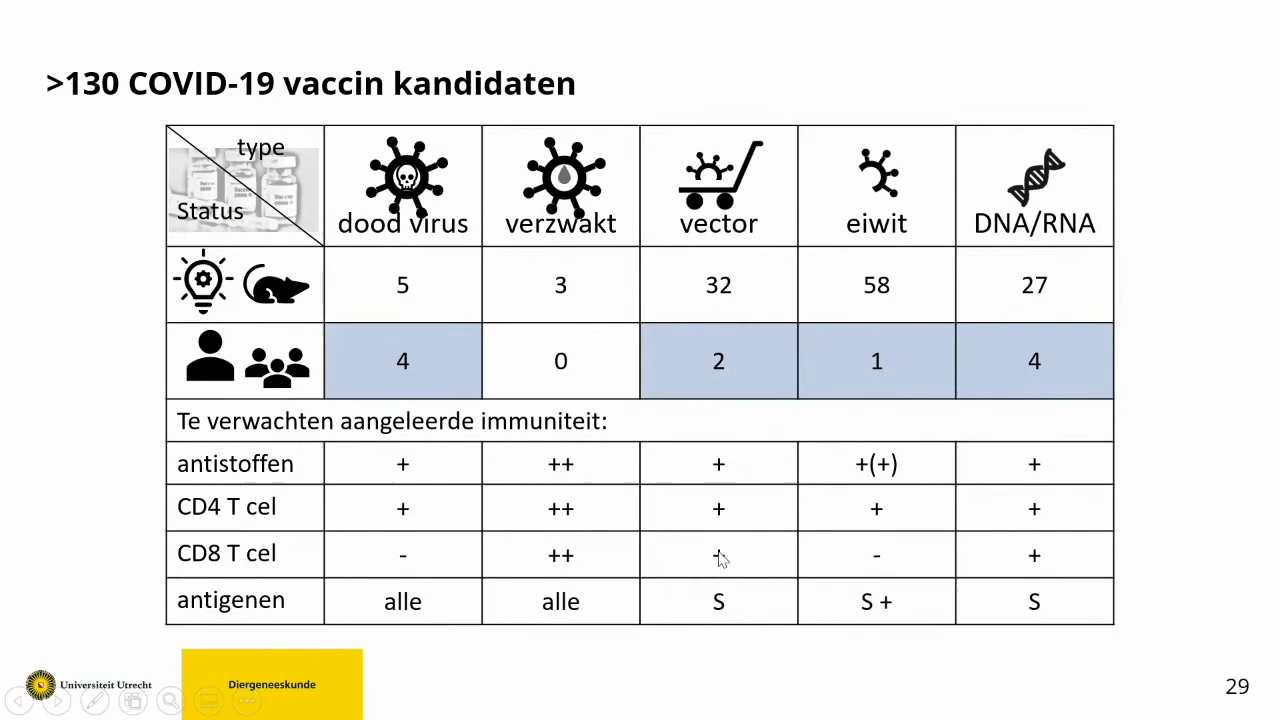 >130 COVID-19 vaccin kandidaten
type
Status
dood virus verzwakt vector eiwit DNA/RNA
5 3 32 58 27
4 0 2 1 4
Te verwachten aangeleerde immuniteit:
antistoffen + ++ + +(+) +
CD4 T cel + ++ + + +
CD8 T cel - ++ + - +
antigenen alle alle S S + S
Universiteit Utrecht
Diergeneeskunde
29